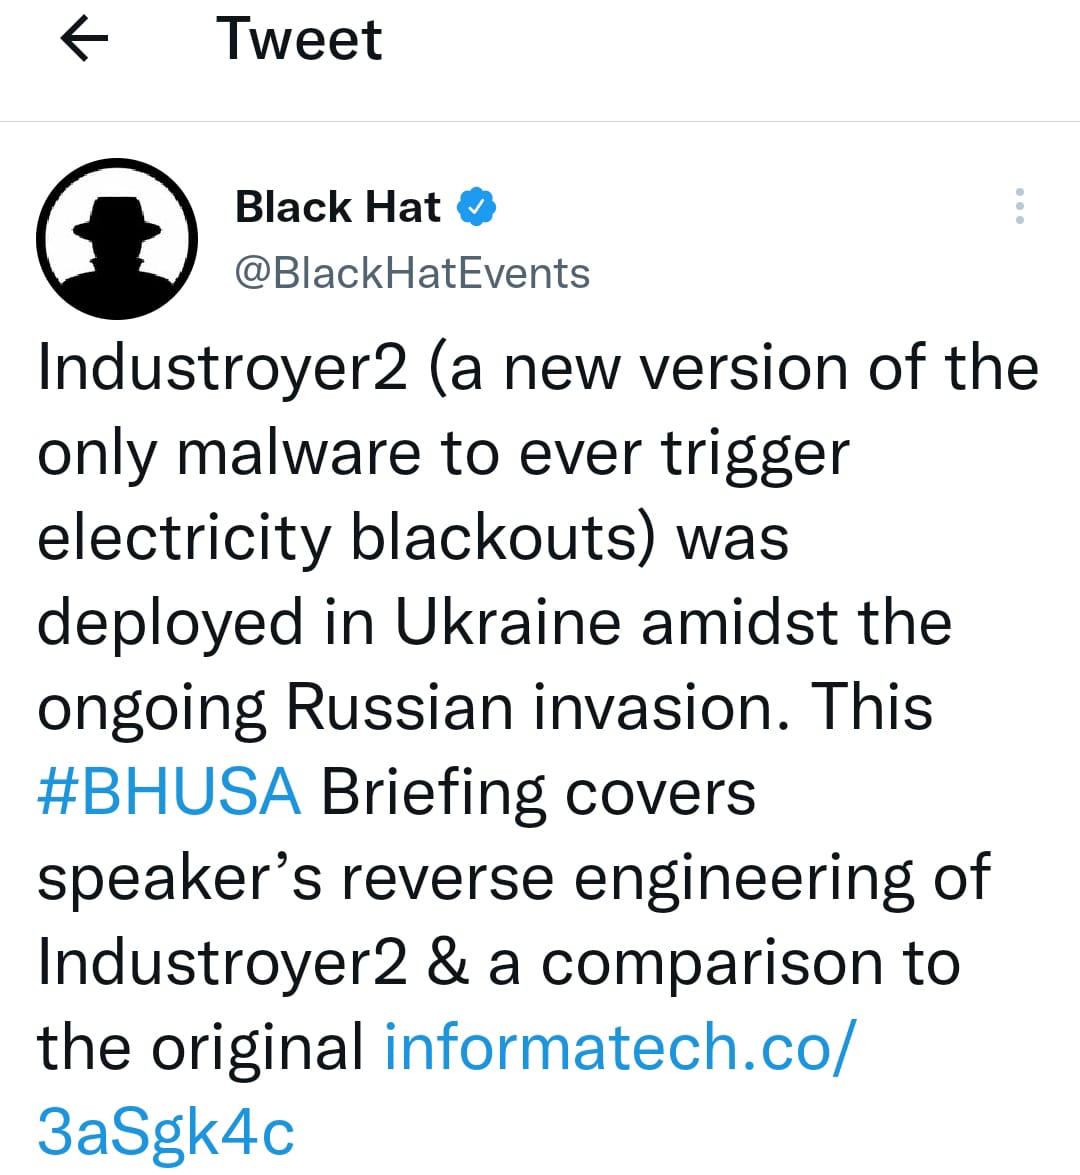 Tweet
Black Hat
@BlackHatEvents
Industroyer2 (a new version of the
only malware to ever trigger
electricity blackouts) was
deployed in Ukraine amidst the
ongoing Russian invasion. This
#BHUSA Briefing covers
speaker’s reverse engineering of
Industroyer2 & a comparison to
the original informatech.co/
3aSgk4c